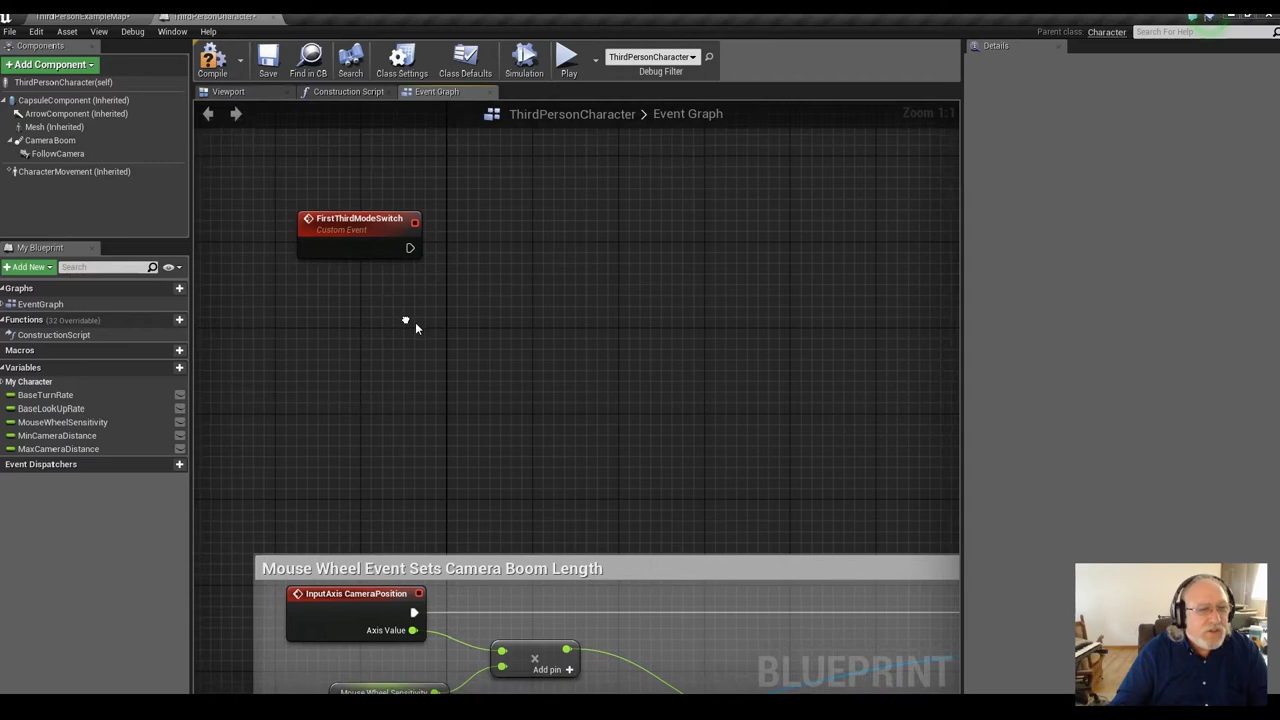 ThirdPersonExampleMap*
ThirdPersonCharacter*
File Edit Asset View Debug Window Help
Parent class: Character
Search For Help
Components
+ Add Component
ThirdPersonCharacter(self)
CapsuleComponent (Inherited)
ArrowComponent (Inherited)
Mesh (Inherited)
CameraBoom
FollowCamera
CharacterMovement (Inherited)
My Blueprint
+ Add New
Search
Graphs
EventGraph
Functions (32 Overridable)
ConstructionScript
Macros
Variables
My Character
BaseTurnRate
BaseLookUpRate
MouseWheelSensitivity
MinCameraDistance
MaxCameraDistance
Event Dispatchers
Compile
Save
Find in CB
Search
Class Settings
Class Defaults
Simulation
Play
ThirdPersonCharacter
Debug Filter
Viewport
Construction Script
Event Graph
ThirdPersonCharacter > Event Graph
Zoom 1:1
FirstThirdModeSwitch
Custom Event
Mouse Wheel Event Sets Camera Boom Length
InputAxis CameraPosition
Axis Value
Add pin +
Mouse Wheel Sensitivity
BLUEPRINT
Details